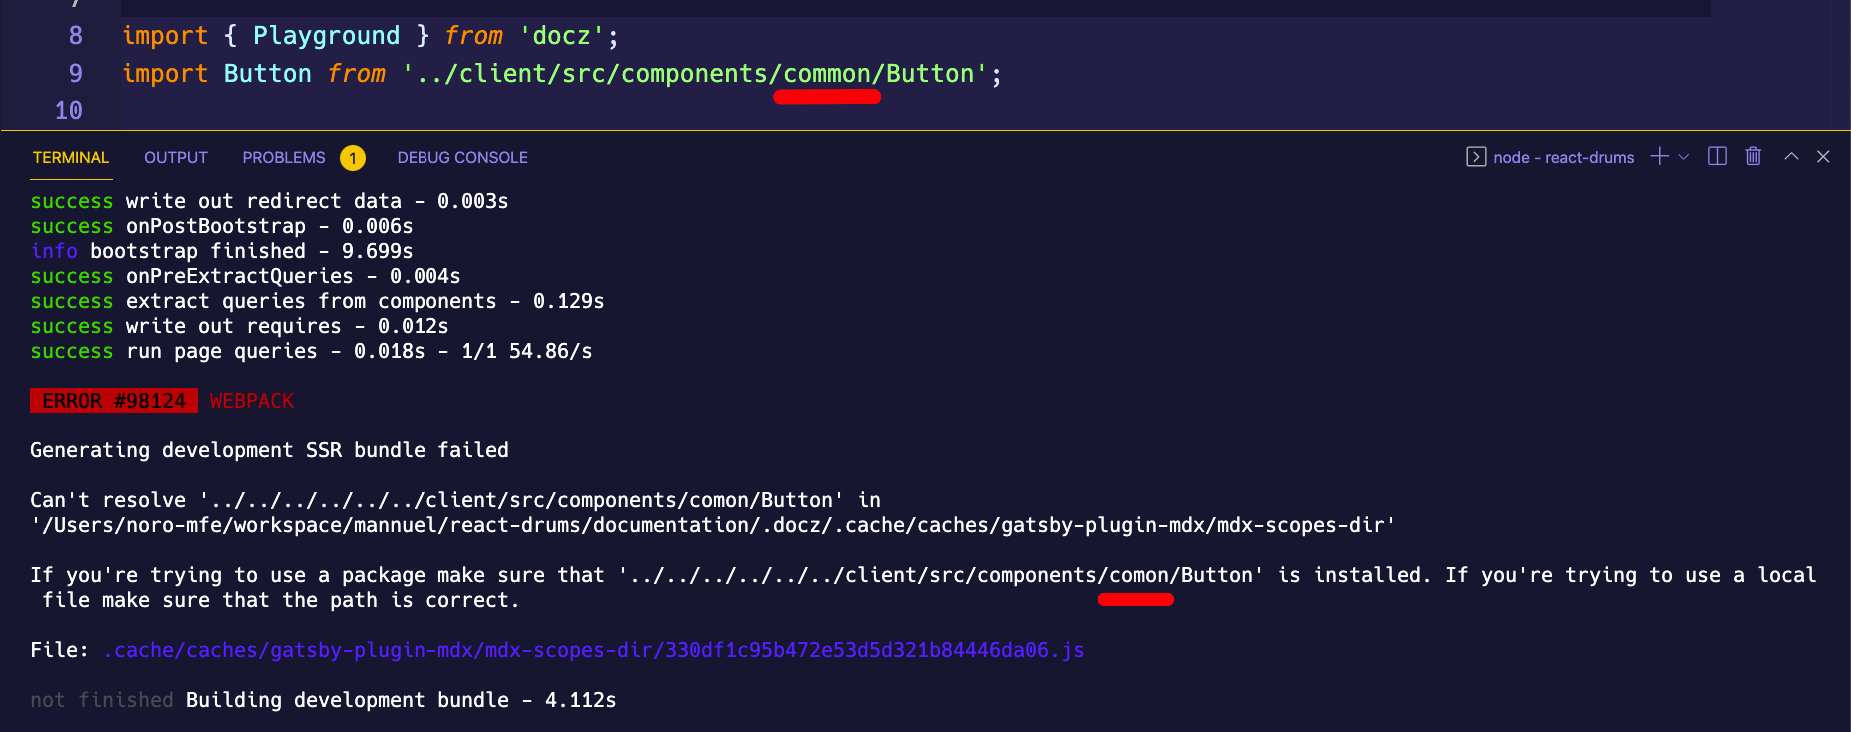 7
8 import { Playground } from 'docz';
9 import Button from '../client/src/components/common/Button';
10
TERMINAL OUTPUT PROBLEMS 1 DEBUG CONSOLE node - react-drums
success write out redirect data - 0.003s
success onPostBootstrap - 0.006s
info bootstrap finished - 9.699s
success onPreExtractQueries - 0.004s
success extract queries from components - 0.129s
success write out requires - 0.012s
success run page queries - 0.018s - 1/1 54.86/s
ERROR #98124 WEBPACK
Generating development SSR bundle failed
Can't resolve '../../../../../../client/src/components/comon/Button' in
'/Users/noro-mfe/workspace/mannuel/react-drums/documentation/.docz/.cache/caches/gatsby-plugin-mdx/mdx-scopes-dir'
If you're trying to use a package make sure that '../../../../../../client/src/components/comon/Button' is installed. If you're trying to use a local
file make sure that the path is correct.
File: .cache/caches/gatsby-plugin-mdx/mdx-scopes-dir/330df1c95b472e53d5d321b84446da06.js
not finished Building development bundle - 4.112s